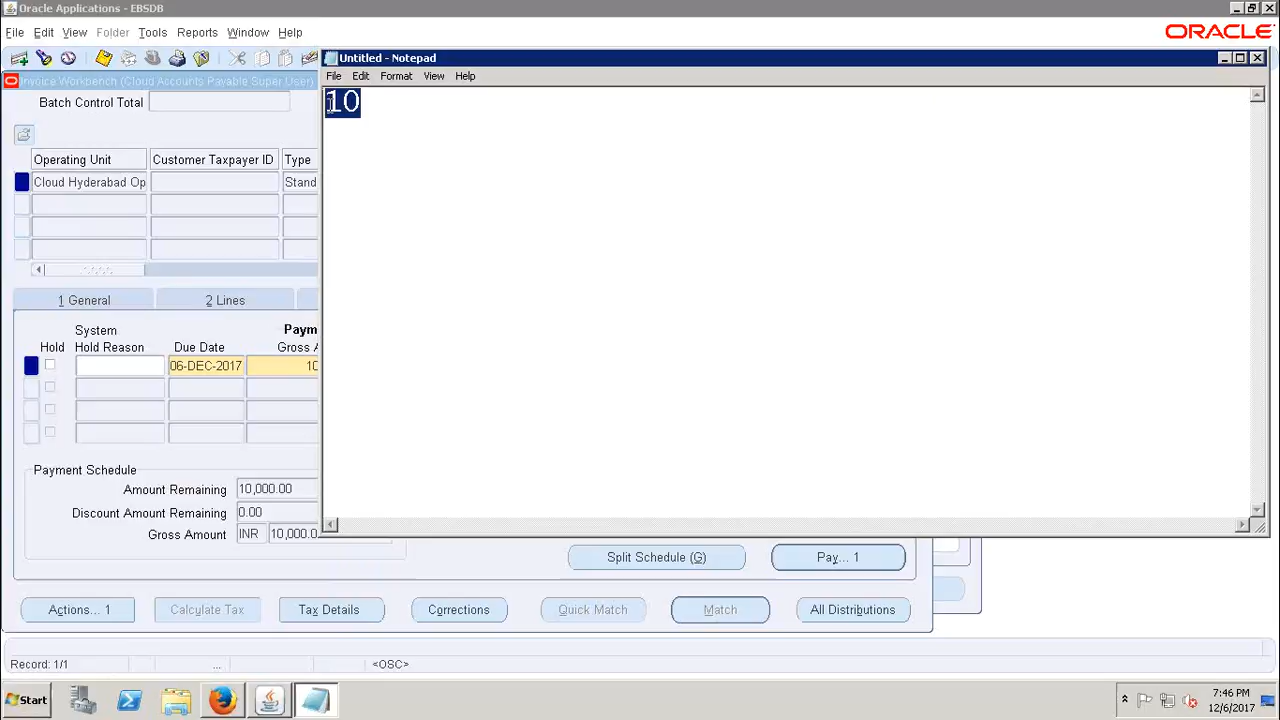 Oracle Applications - EBSDB
File Edit View Folder Tools Reports Window Help
ORACLE
Invoice Workbench (Cloud Accounts Payable Super User)
Batch Control Total
Operating Unit Customer Taxpayer ID Type
Cloud Hyderabad Op Stand
1 General 2 Lines
System Paym
Hold Hold Reason Due Date Gross A
06-DEC-2017 10
Payment Schedule
Amount Remaining 10,000.00
Discount Amount Remaining 0.00
Gross Amount INR 10,000.0
Split Schedule (G) Pay... 1
Actions... 1 Calculate Tax Tax Details Corrections Quick Match Match All Distributions
Record: 1/1 ... <OSC>
Untitled - Notepad
File Edit Format View Help
10
Start
7:46 PM
12/6/2017